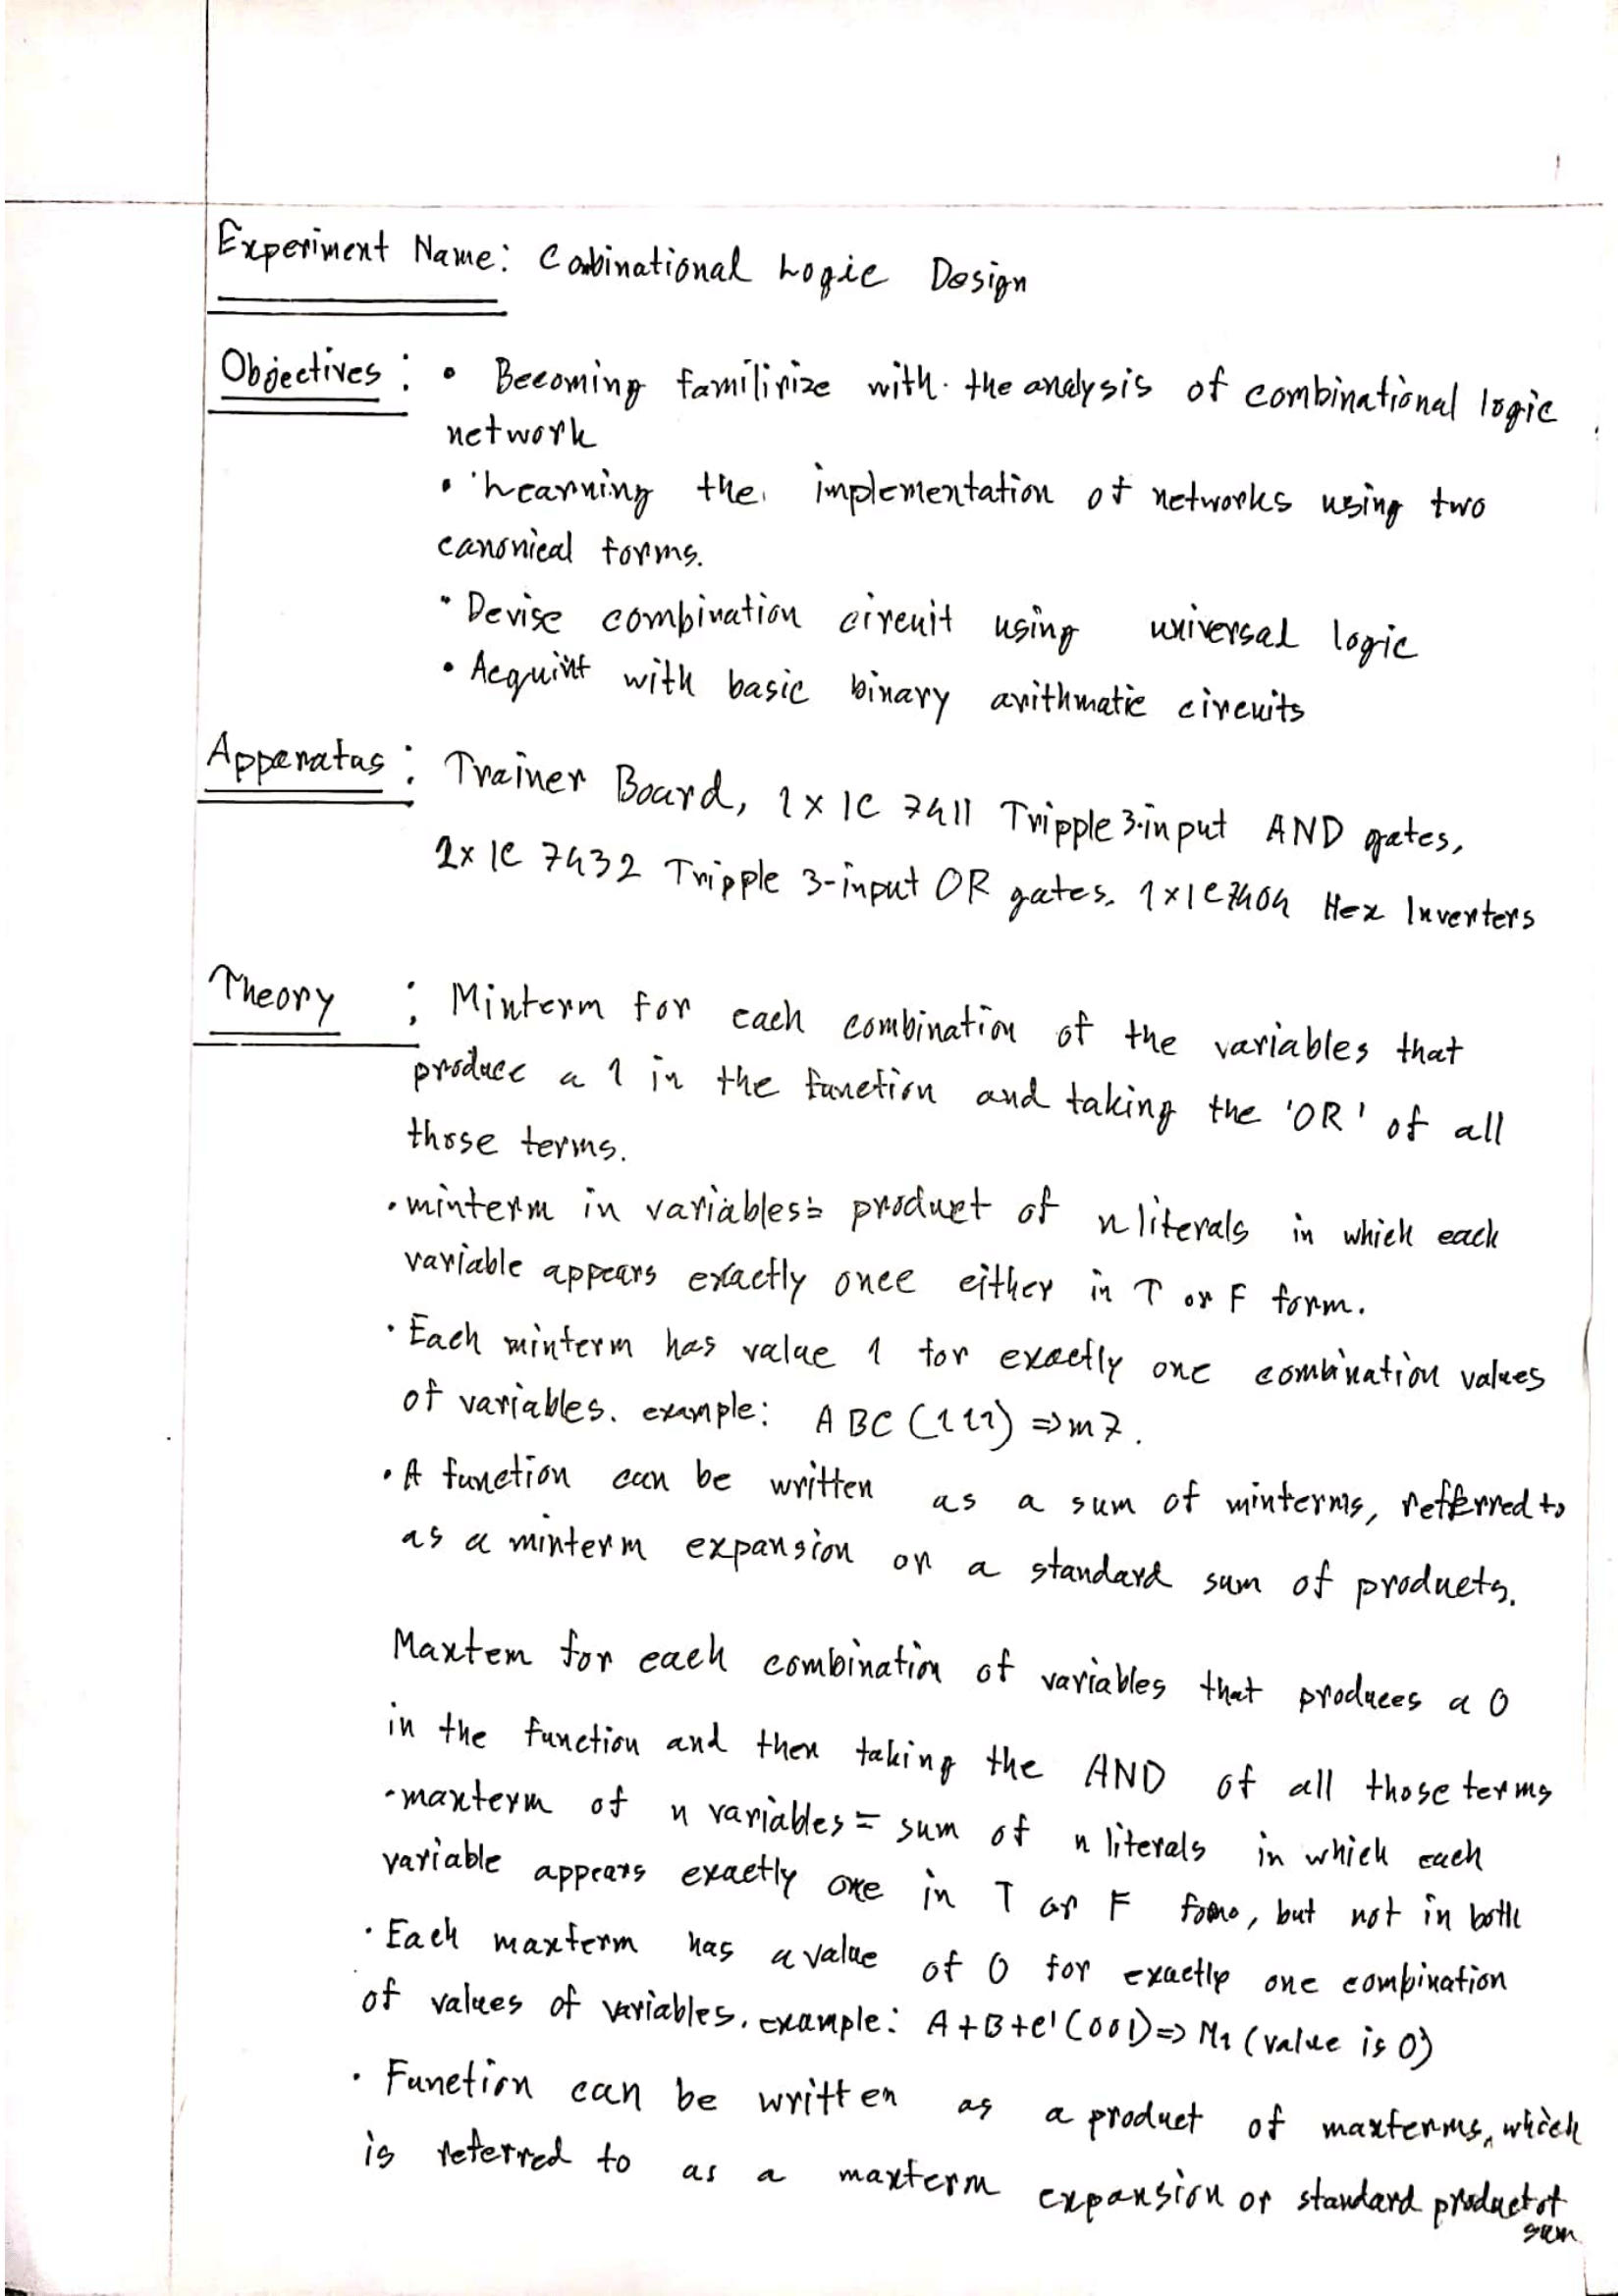 Experiment Name: Cobinational Logic Design
Objectives : • Becoming familirize with the analysis of combinational logic
network
• Learning the implementation of networks using two
canonical forms.
• Devise combination circuit using universal logic
• Acquint with basic binary arithmatic circuits
Apparatus : Trainer Board, 1x IC 7411 Tripple 3-input AND gates,
2x IC 7432 Tripple 3-input OR gates. 1x IC7404 Hex Inverters
Theory : Minterm for each combination of the variables that
produce a 1 in the function and taking the 'OR' of all
those terms.
• minterm in variables = product of n literals in which each
variable appears exactly once either in T or F form.
• Each minterm has value 1 for exactly one combination values
of variables. example: ABC (111) => m7.
• A function can be written as a sum of minterms, refferred to
as a minterm expansion or a standard sum of products.
Maxtem for each combination of variables that produces a 0
in the function and then taking the AND of all those terms
• maxterm of n variables = sum of n literals in which each
variable appears exactly one in T or F form, but not in both
• Each maxterm has a value of 0 for exactly one combination
of values of variables. example: A+B+C' (001) => M1 (value is 0)
• Function can be written as a product of maxterms, which
is referred to as a maxterm expansion or standard product of
sum